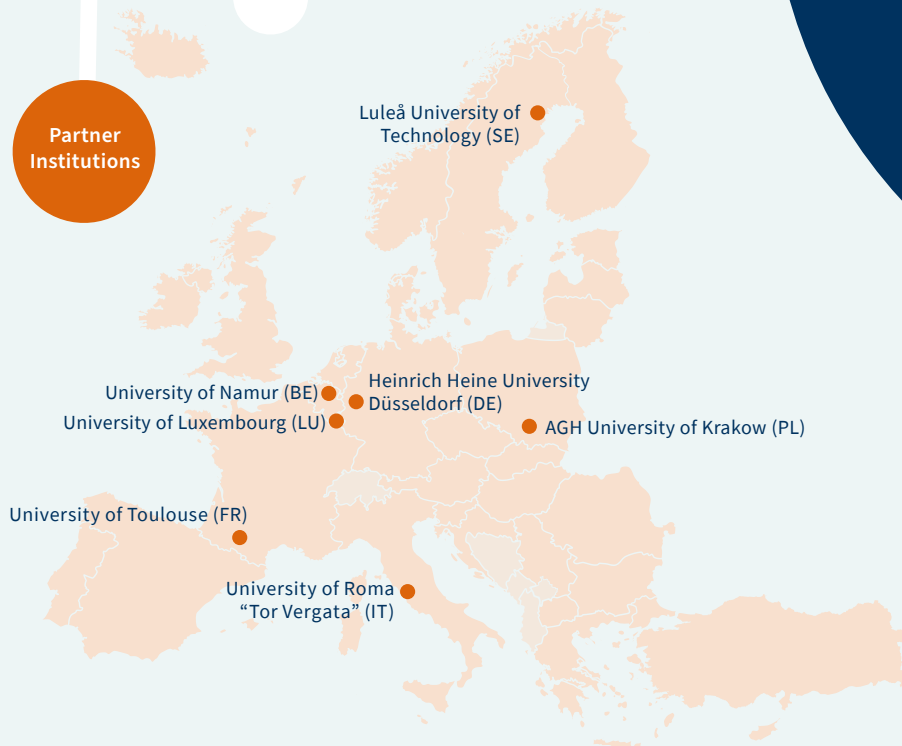 Partner
Institutions
Luleå University of
Technology (SE)
University of Namur (BE)
Heinrich Heine University
Düsseldorf (DE)
University of Luxembourg (LU)
AGH University of Krakow (PL)
University of Toulouse (FR)
University of Roma
“Tor Vergata” (IT)